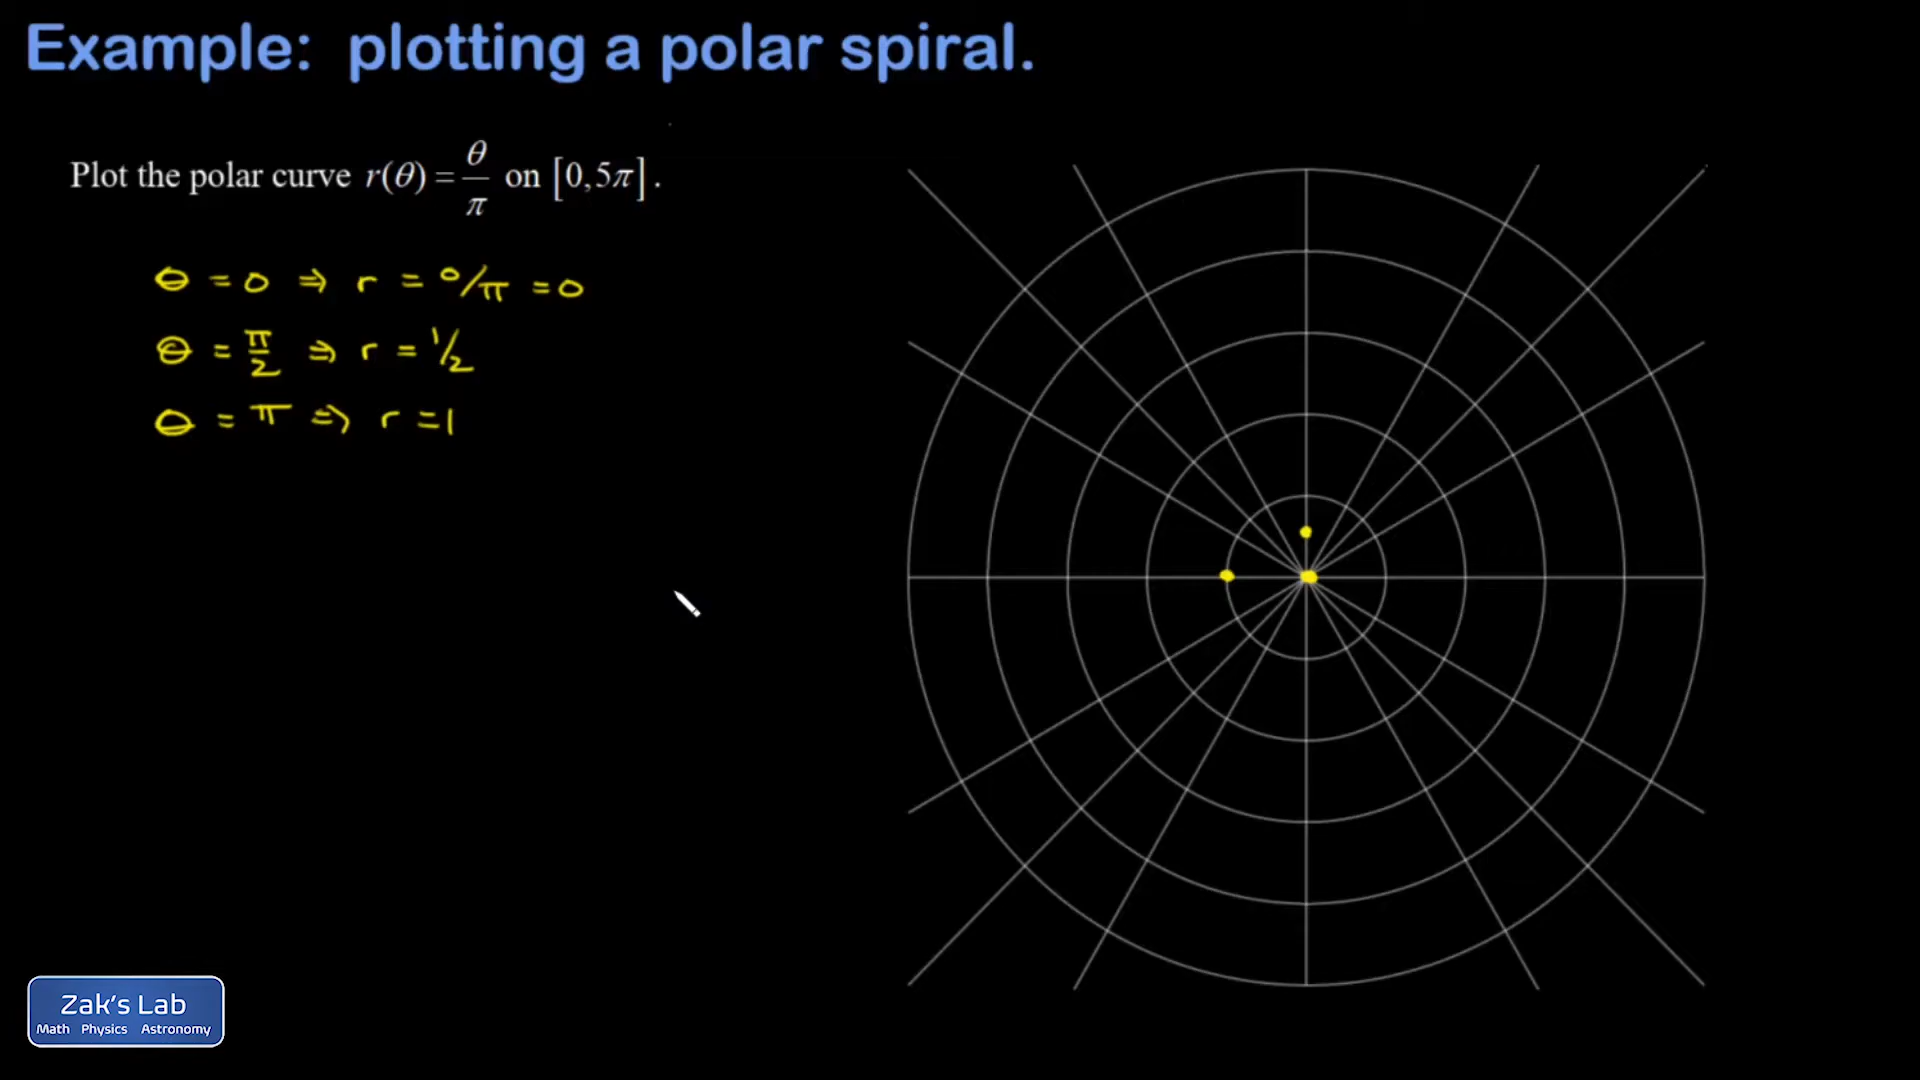 Example: plotting a polar spiral.
Plot the polar curve r(θ) = θ/π on [0,5π].
θ = 0 ⇒ r = 0/π = 0
θ = π/2 ⇒ r = 1/2
θ = π ⇒ r = 1
Zak's Lab
Math Physics Astronomy